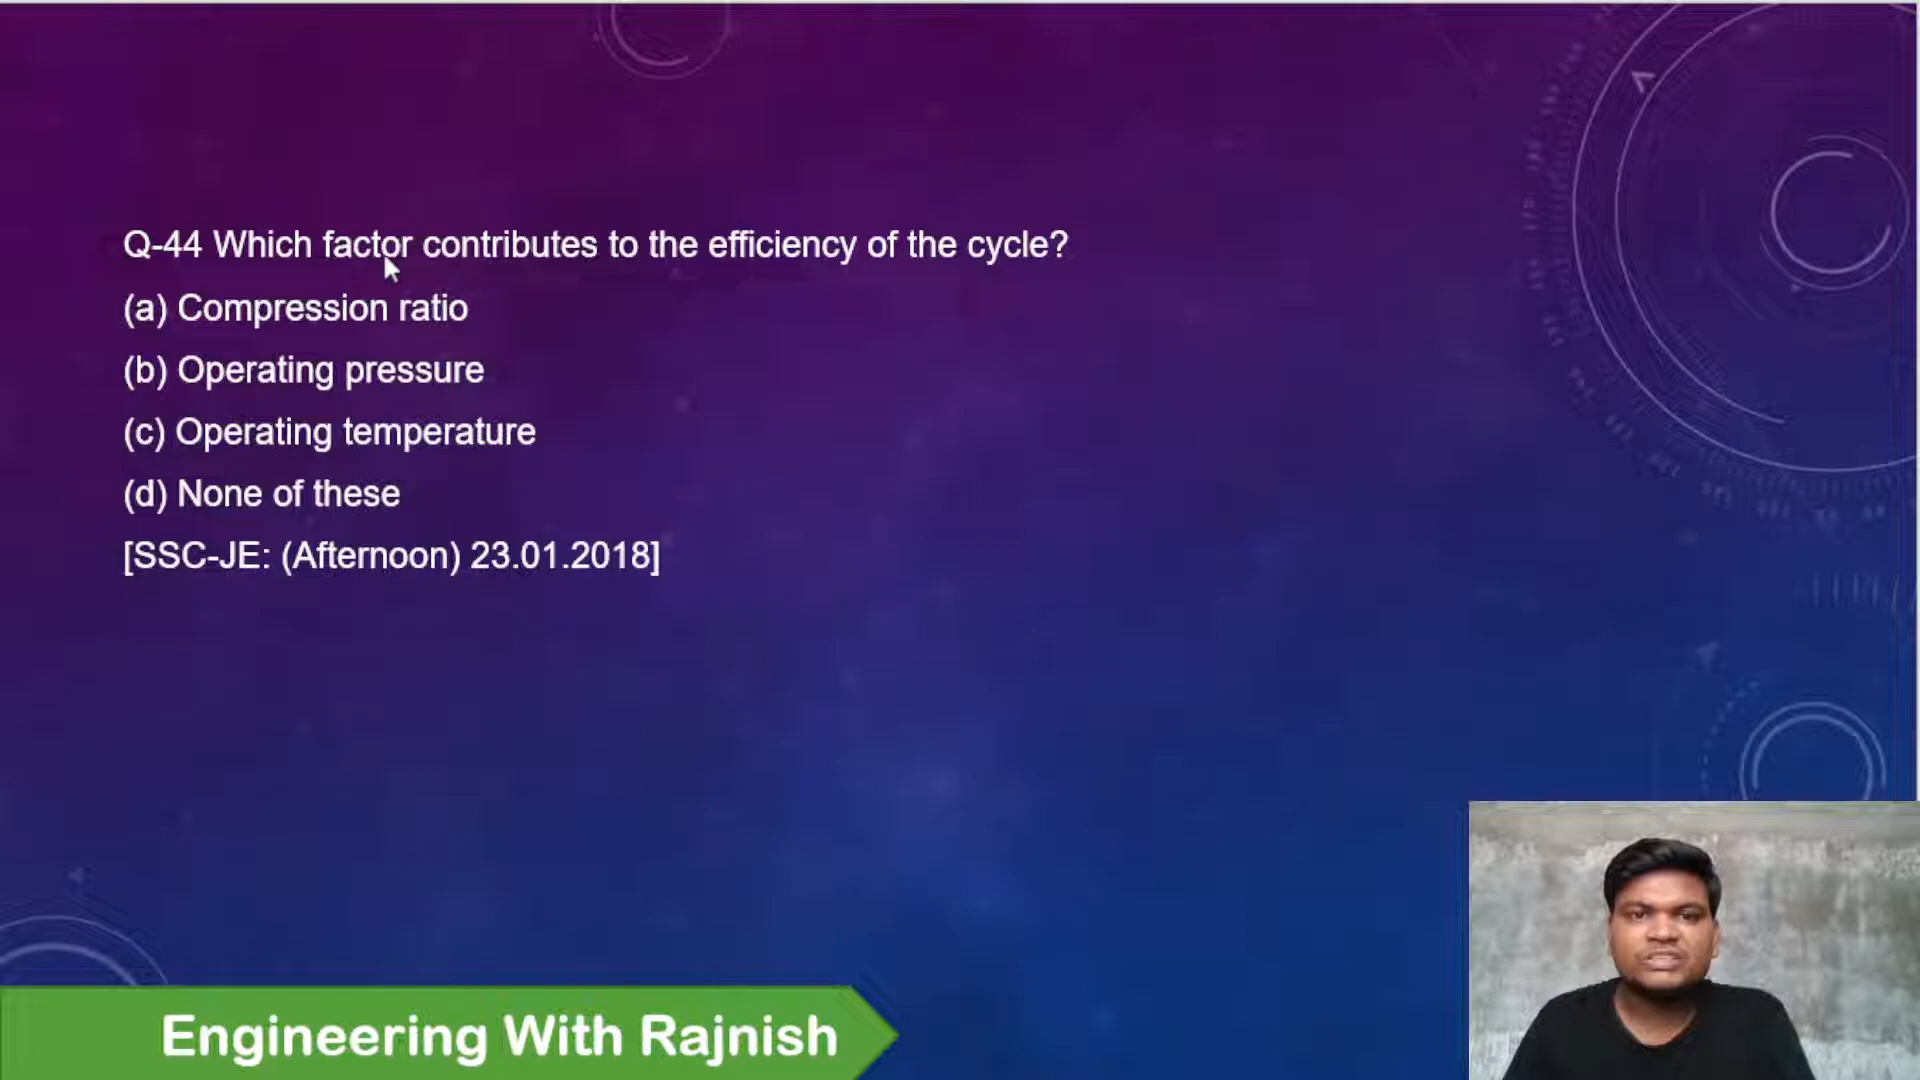 Q-44 Which factor contributes to the efficiency of the cycle?
(a) Compression ratio
(b) Operating pressure
(c) Operating temperature
(d) None of these
[SSC-JE: (Afternoon) 23.01.2018]
Engineering With Rajnish